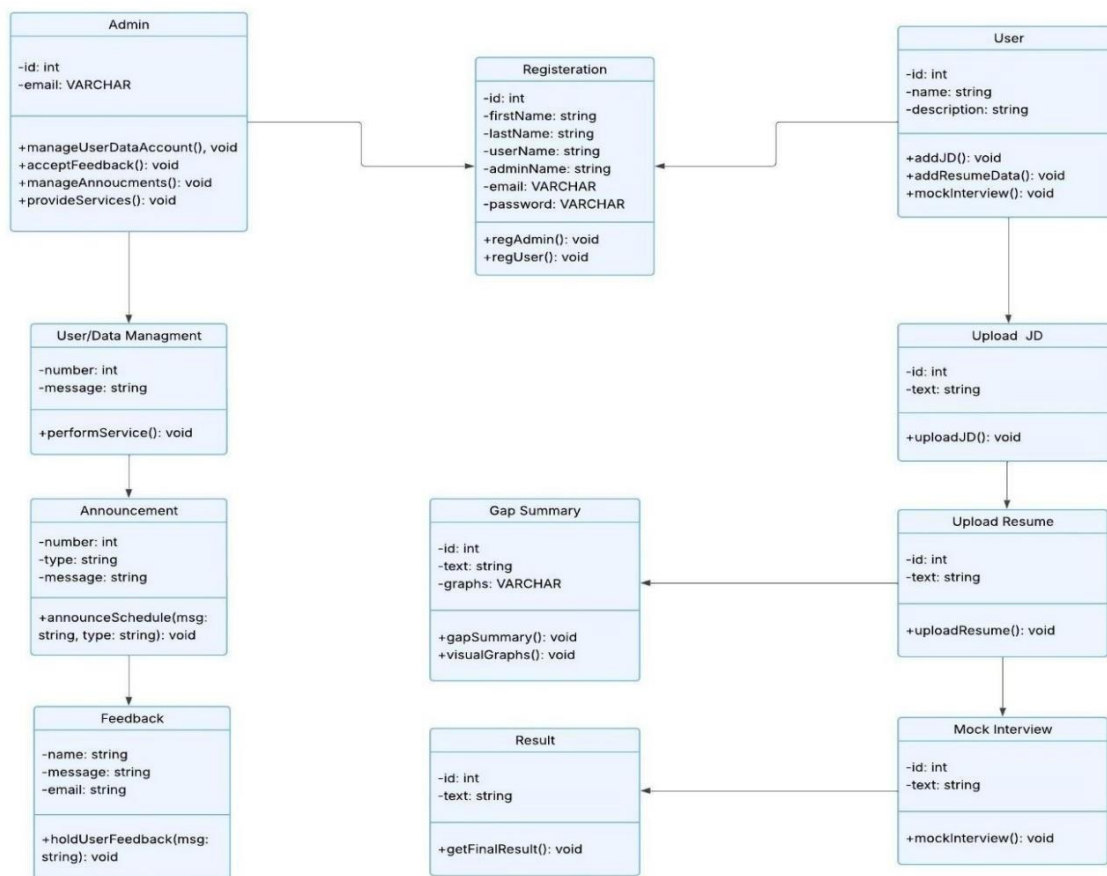 Admin
-id: int
-email: VARCHAR
+manageUserDataAccount(), void
+acceptFeedback(): void
+manageAnnoucments(): void
+provideServices(): void
Registeration
-id: int
-firstName: string
-lastName: string
-userName: string
-adminName: string
-email: VARCHAR
-password: VARCHAR
+regAdmin(): void
+regUser(): void
User
-id: int
-name: string
-description: string
+addJD(): void
+addResumeData(): void
+mockInterview(): void
User/Data Managment
-number: int
-message: string
+performService(): void
Upload JD
-id: int
-text: string
+uploadJD(): void
Announcement
-number: int
-type: string
-message: string
+announceSchedule(msg:
string, type: string): void
Gap Summary
-id: int
-text: string
-graphs: VARCHAR
+gapSummary(): void
+visualGraphs(): void
Upload Resume
-id: int
-text: string
+uploadResume(): void
Feedback
-name: string
-message: string
-email: string
+holdUserFeedback(msg:
string): void
Result
-id: int
-text: string
+getFinalResult(): void
Mock Interview
-id: int
-text: string
+mockInterview(): void